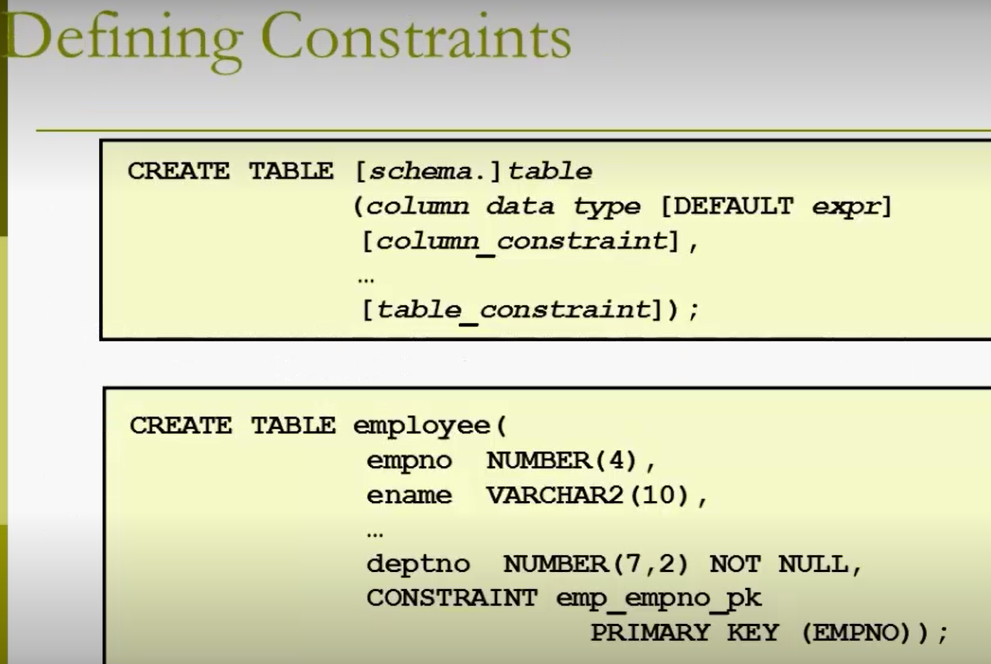 Defining Constraints
CREATE TABLE [schema.]table
(column data type [DEFAULT expr]
[column_constraint],
…
[table_constraint]);
CREATE TABLE employee(
empno NUMBER(4),
ename VARCHAR2(10),
…
deptno NUMBER(7,2) NOT NULL,
CONSTRAINT emp_empno_pk
PRIMARY KEY (EMPNO));